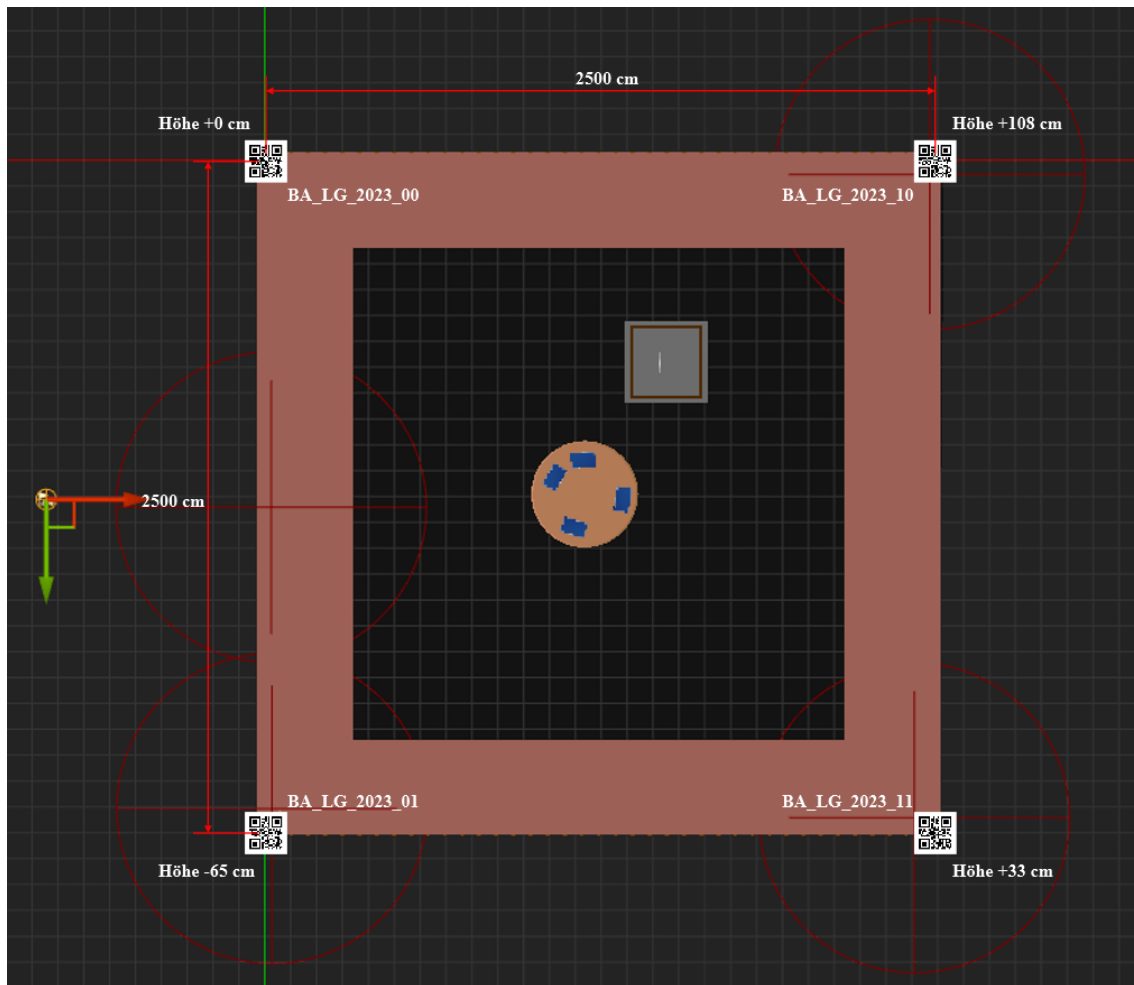 2500 cm
Höhe +0 cm
Höhe +108 cm
BA_LG_2023_00
BA_LG_2023_10
2500 cm
BA_LG_2023_01
BA_LG_2023_11
Höhe -65 cm
Höhe +33 cm